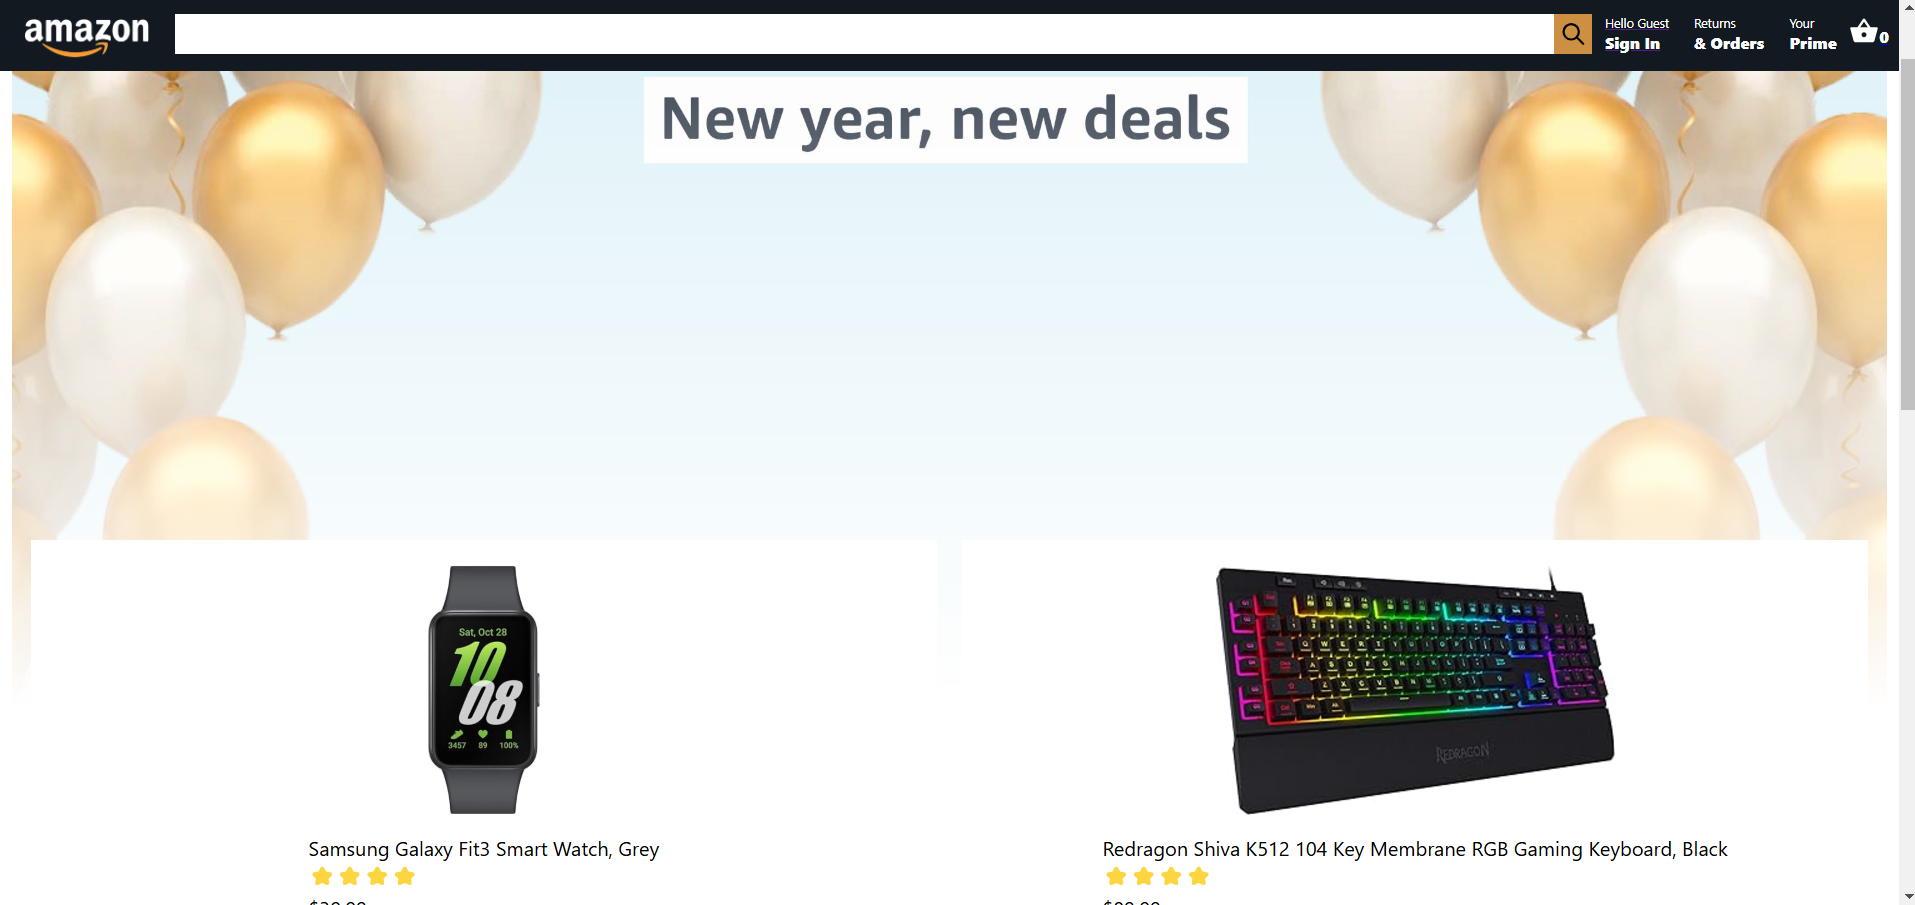 amazon
Hello Guest
Sign In
Returns
& Orders
Your
Prime
0
New year, new deals
Sat, Oct 28
10
08
3457 89 100%
REDRAGON
Samsung Galaxy Fit3 Smart Watch, Grey
Redragon Shiva K512 104 Key Membrane RGB Gaming Keyboard, Black